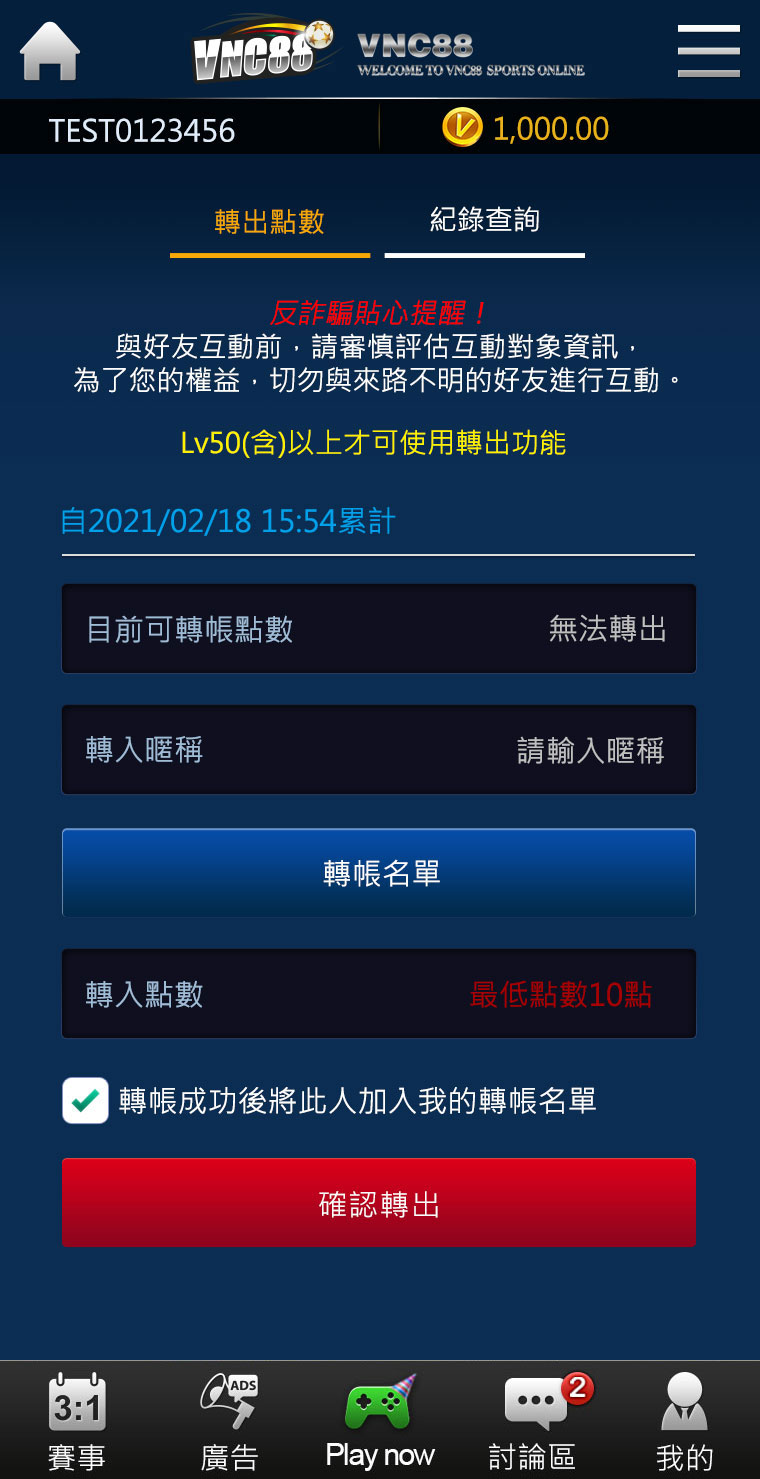 VNC88
VNC88
WELCOME TO VNC88 SPORTS ONLINE
TEST0123456
1,000.00
轉出點數
紀錄查詢
反詐騙貼心提醒！
與好友互動前，請審慎評估互動對象資訊，
為了您的權益，切勿與來路不明的好友進行互動。
Lv50(含)以上才可使用轉出功能
自2021/02/18 15:54累計
目前可轉帳點數
無法轉出
轉入暱稱
請輸入暱稱
轉帳名單
轉入點數
最低點數10點
轉帳成功後將此人加入我的轉帳名單
確認轉出
3:1
ADS
2
賽事
廣告
Play now
討論區
我的